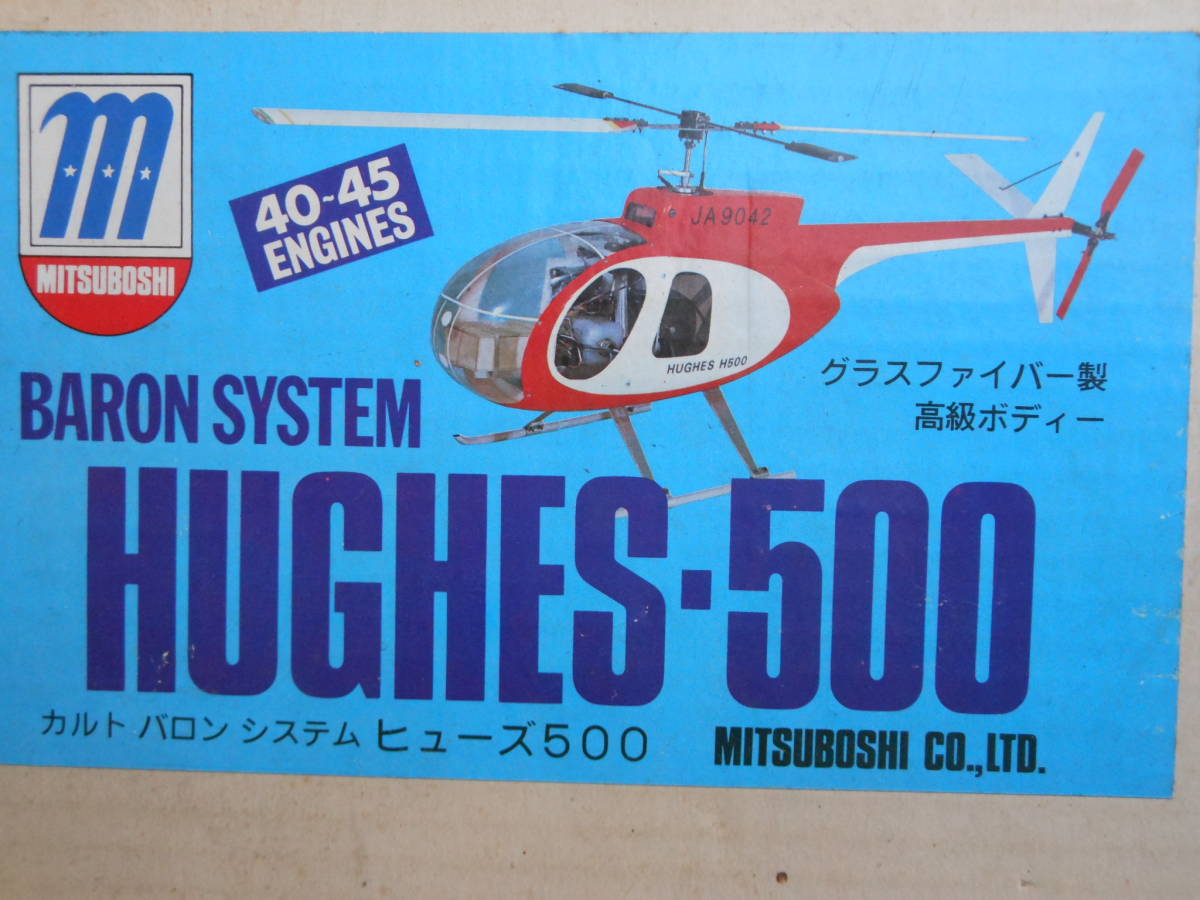 m
MITSUBOSHI
40~45
ENGINES
JA9042
HUGHES H500
グラスファイバー製
高級ボディー
BARON SYSTEM
HUGHES·500
カルト バロン システム ヒューズ500
MITSUBOSHI CO.,LTD.